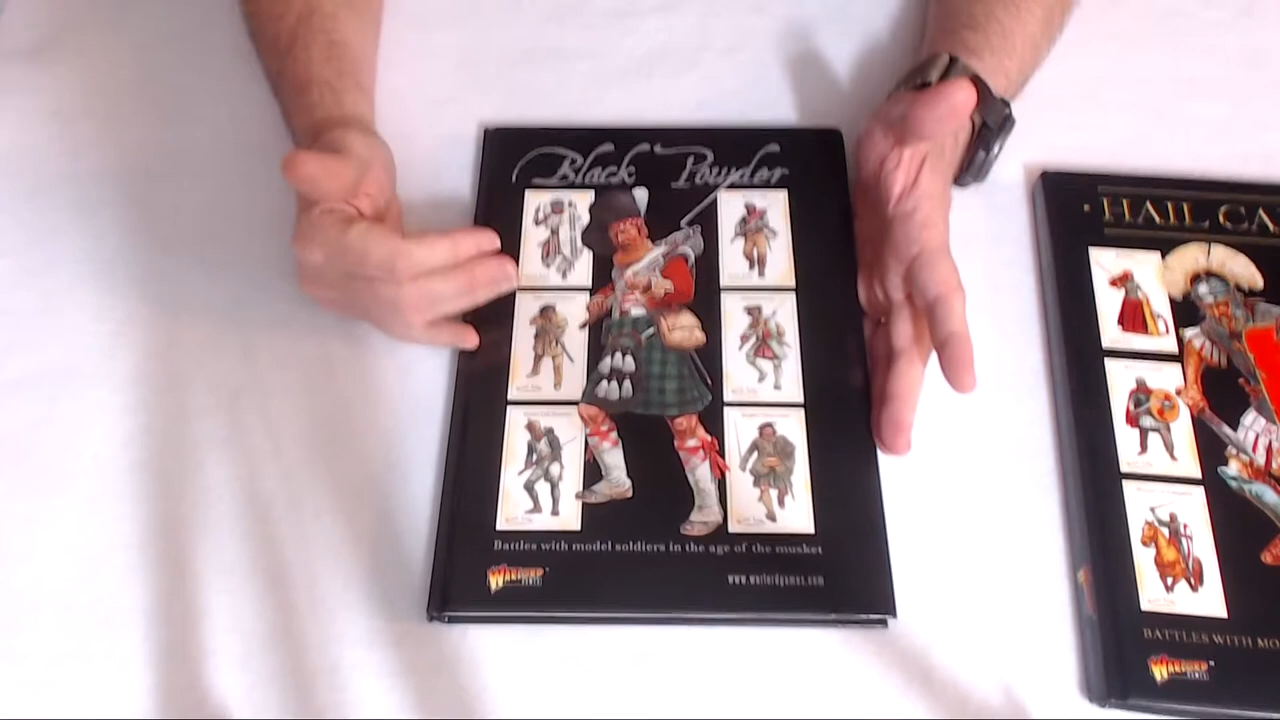 Black Powder
Battles with model soldiers in the age of the musket
WARLORD
GAMES
www.warlordgames.com
· HAIL CA
BATTLES WITH MO
WARLORD
GAMES